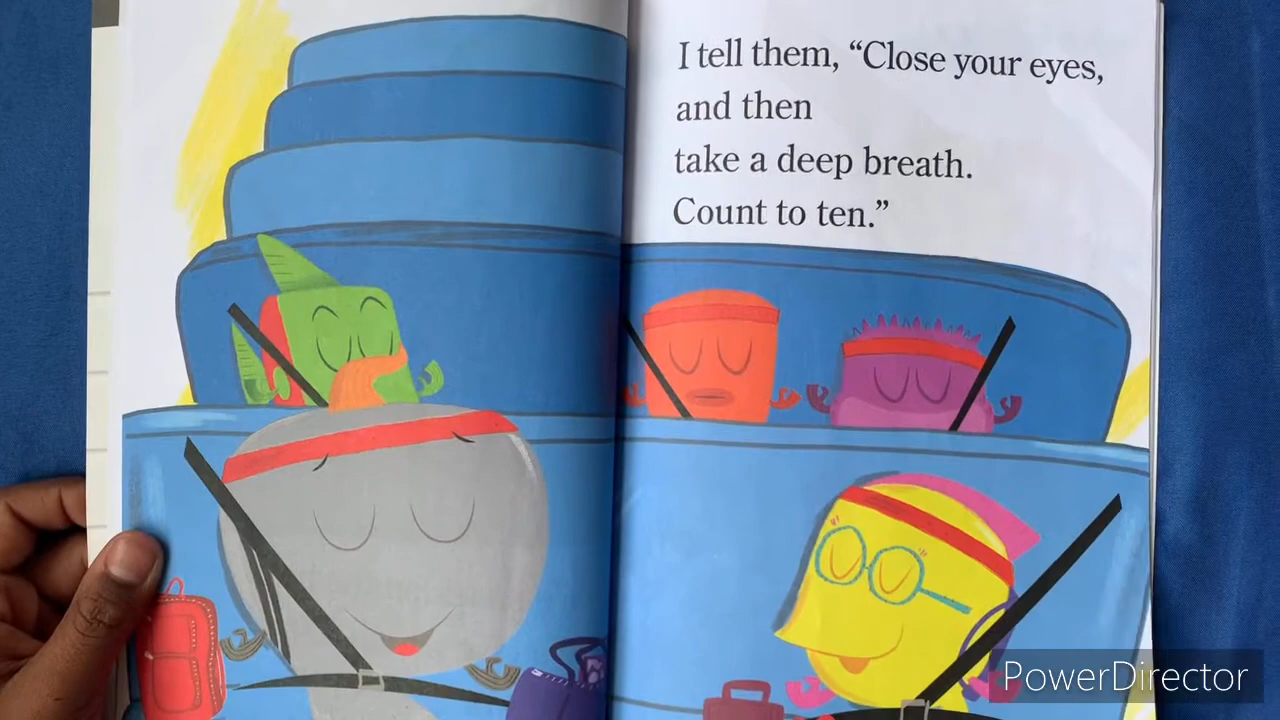 I tell them, “Close your eyes,
and then
take a deep breath.
Count to ten.”
PowerDirector